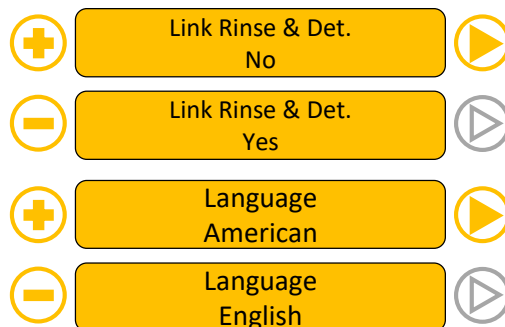 Link Rinse & Det.
No
Link Rinse & Det.
Yes
Language
American
Language
English